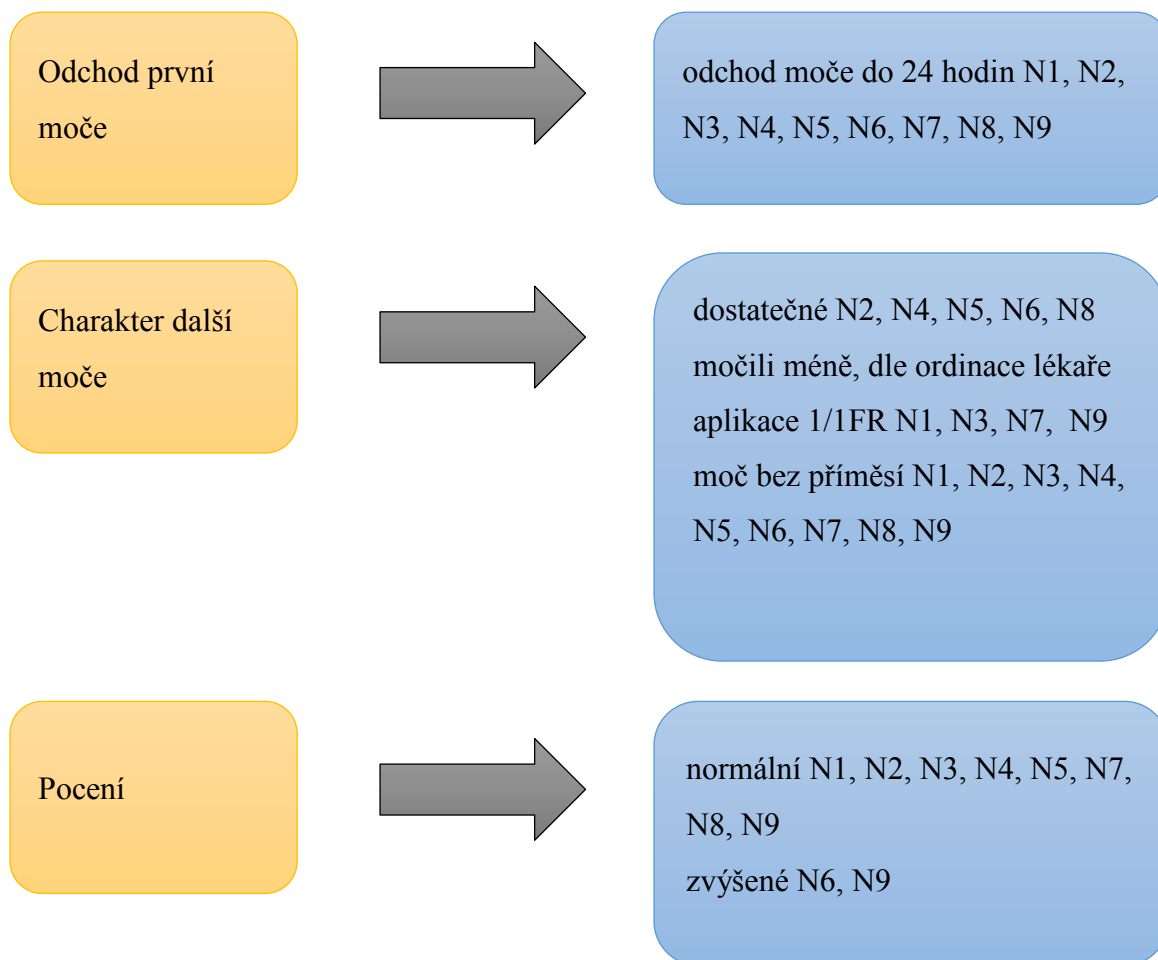 Odchod první
moče
odchod moče do 24 hodin N1, N2,
N3, N4, N5, N6, N7, N8, N9
Charakter další
moče
dostatečné N2, N4, N5, N6, N8
močili méně, dle ordinace lékaře
aplikace 1/1FR N1, N3, N7, N9
moč bez příměsí N1, N2, N3, N4,
N5, N6, N7, N8, N9
Pocení
normální N1, N2, N3, N4, N5, N7,
N8, N9
zvýšené N6, N9